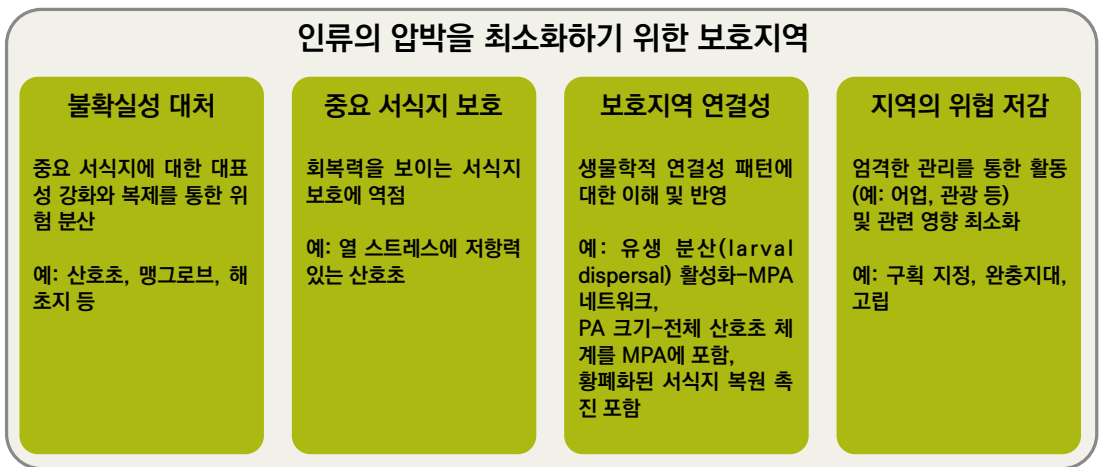 인류의 압박을 최소화하기 위한 보호지역
불확실성 대처
중요 서식지에 대한 대표
성 강화와 복제를 통한 위
험 분산
예: 산호초, 맹그로브, 해
초지 등
중요 서식지 보호
회복력을 보이는 서식지
보호에 역점
예: 열 스트레스에 저항력
있는 산호초
보호지역 연결성
생물학적 연결성 패턴에
대한 이해 및 반영
예: 유생 분산(larval
dispersal) 활성화-MPA
네트워크,
PA 크기-전체 산호초 체
계를 MPA에 포함,
황폐화된 서식지 복원 촉
진 포함
지역의 위협 저감
엄격한 관리를 통한 활동
(예: 어업, 관광 등)
및 관련 영향 최소화
예: 구획 지정, 완충지대,
고립